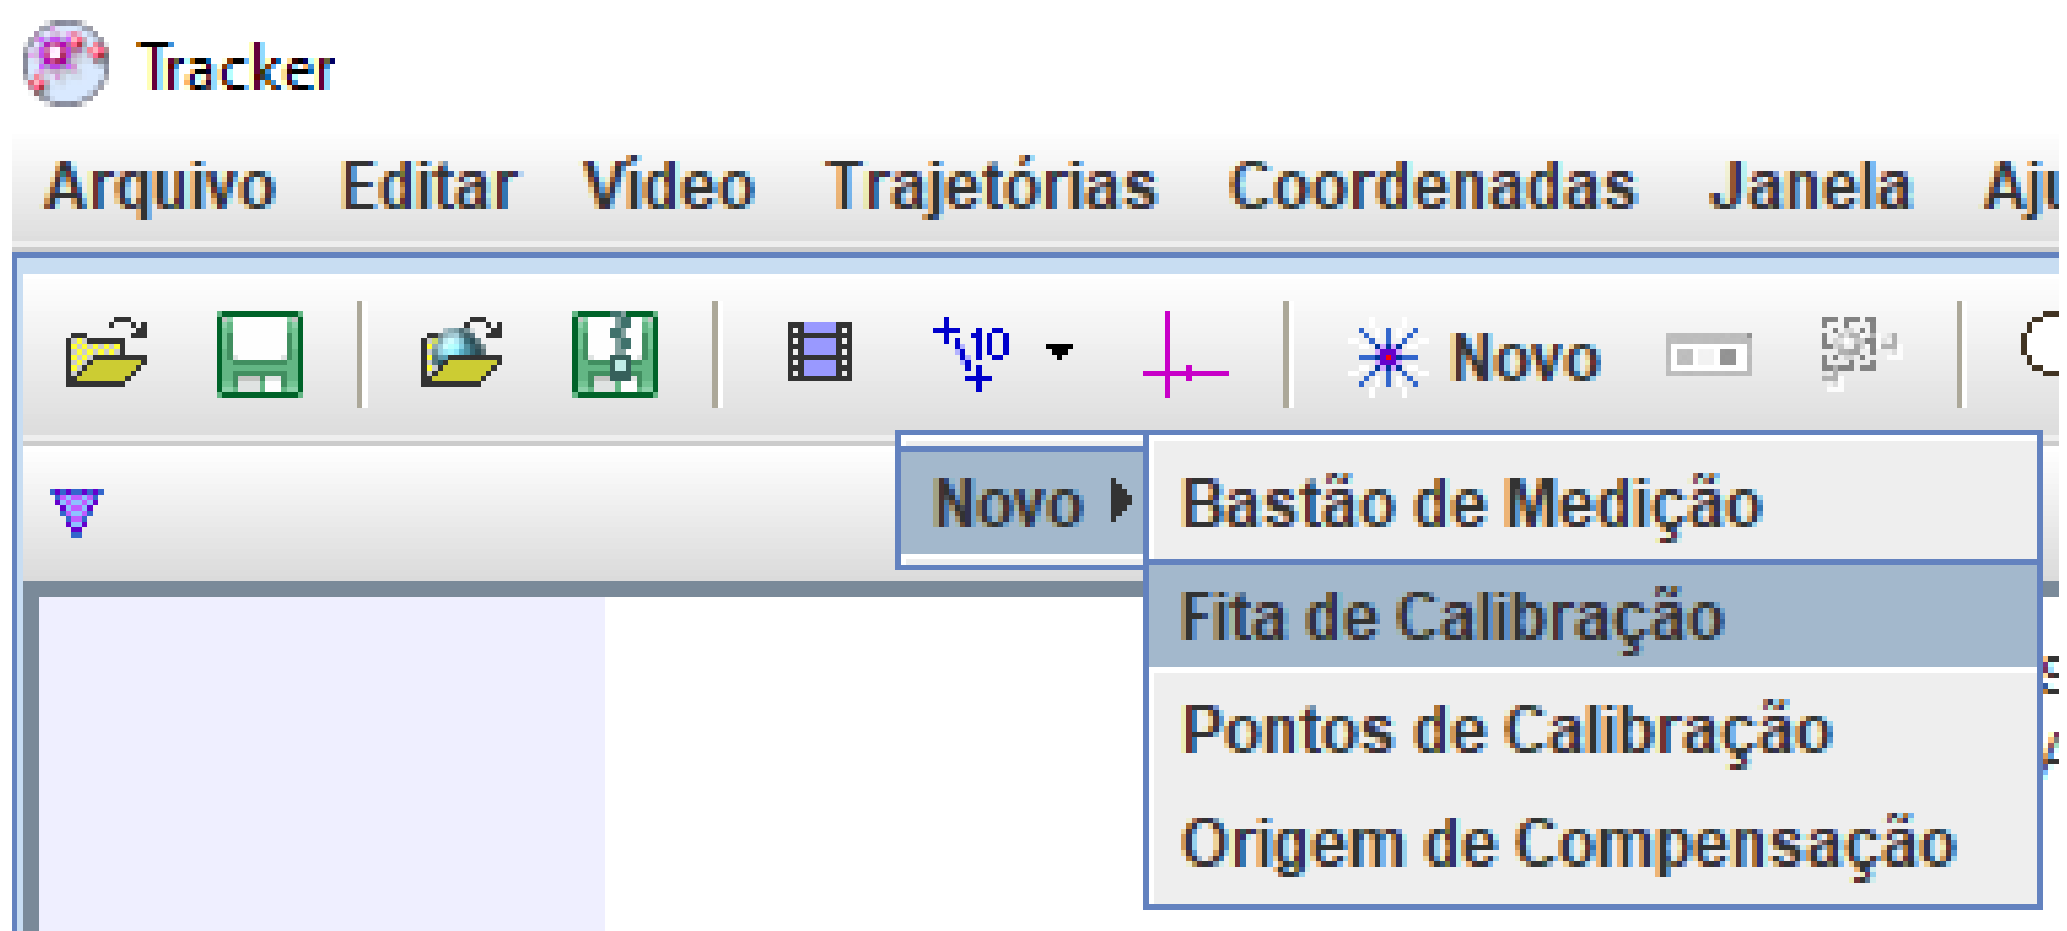 Tracker
Arquivo Editar Vídeo Trajetórias Coordenadas Janela
10 Novo
Novo Bastão de Medição
Fita de Calibração
Pontos de Calibração
Origem de Compensação